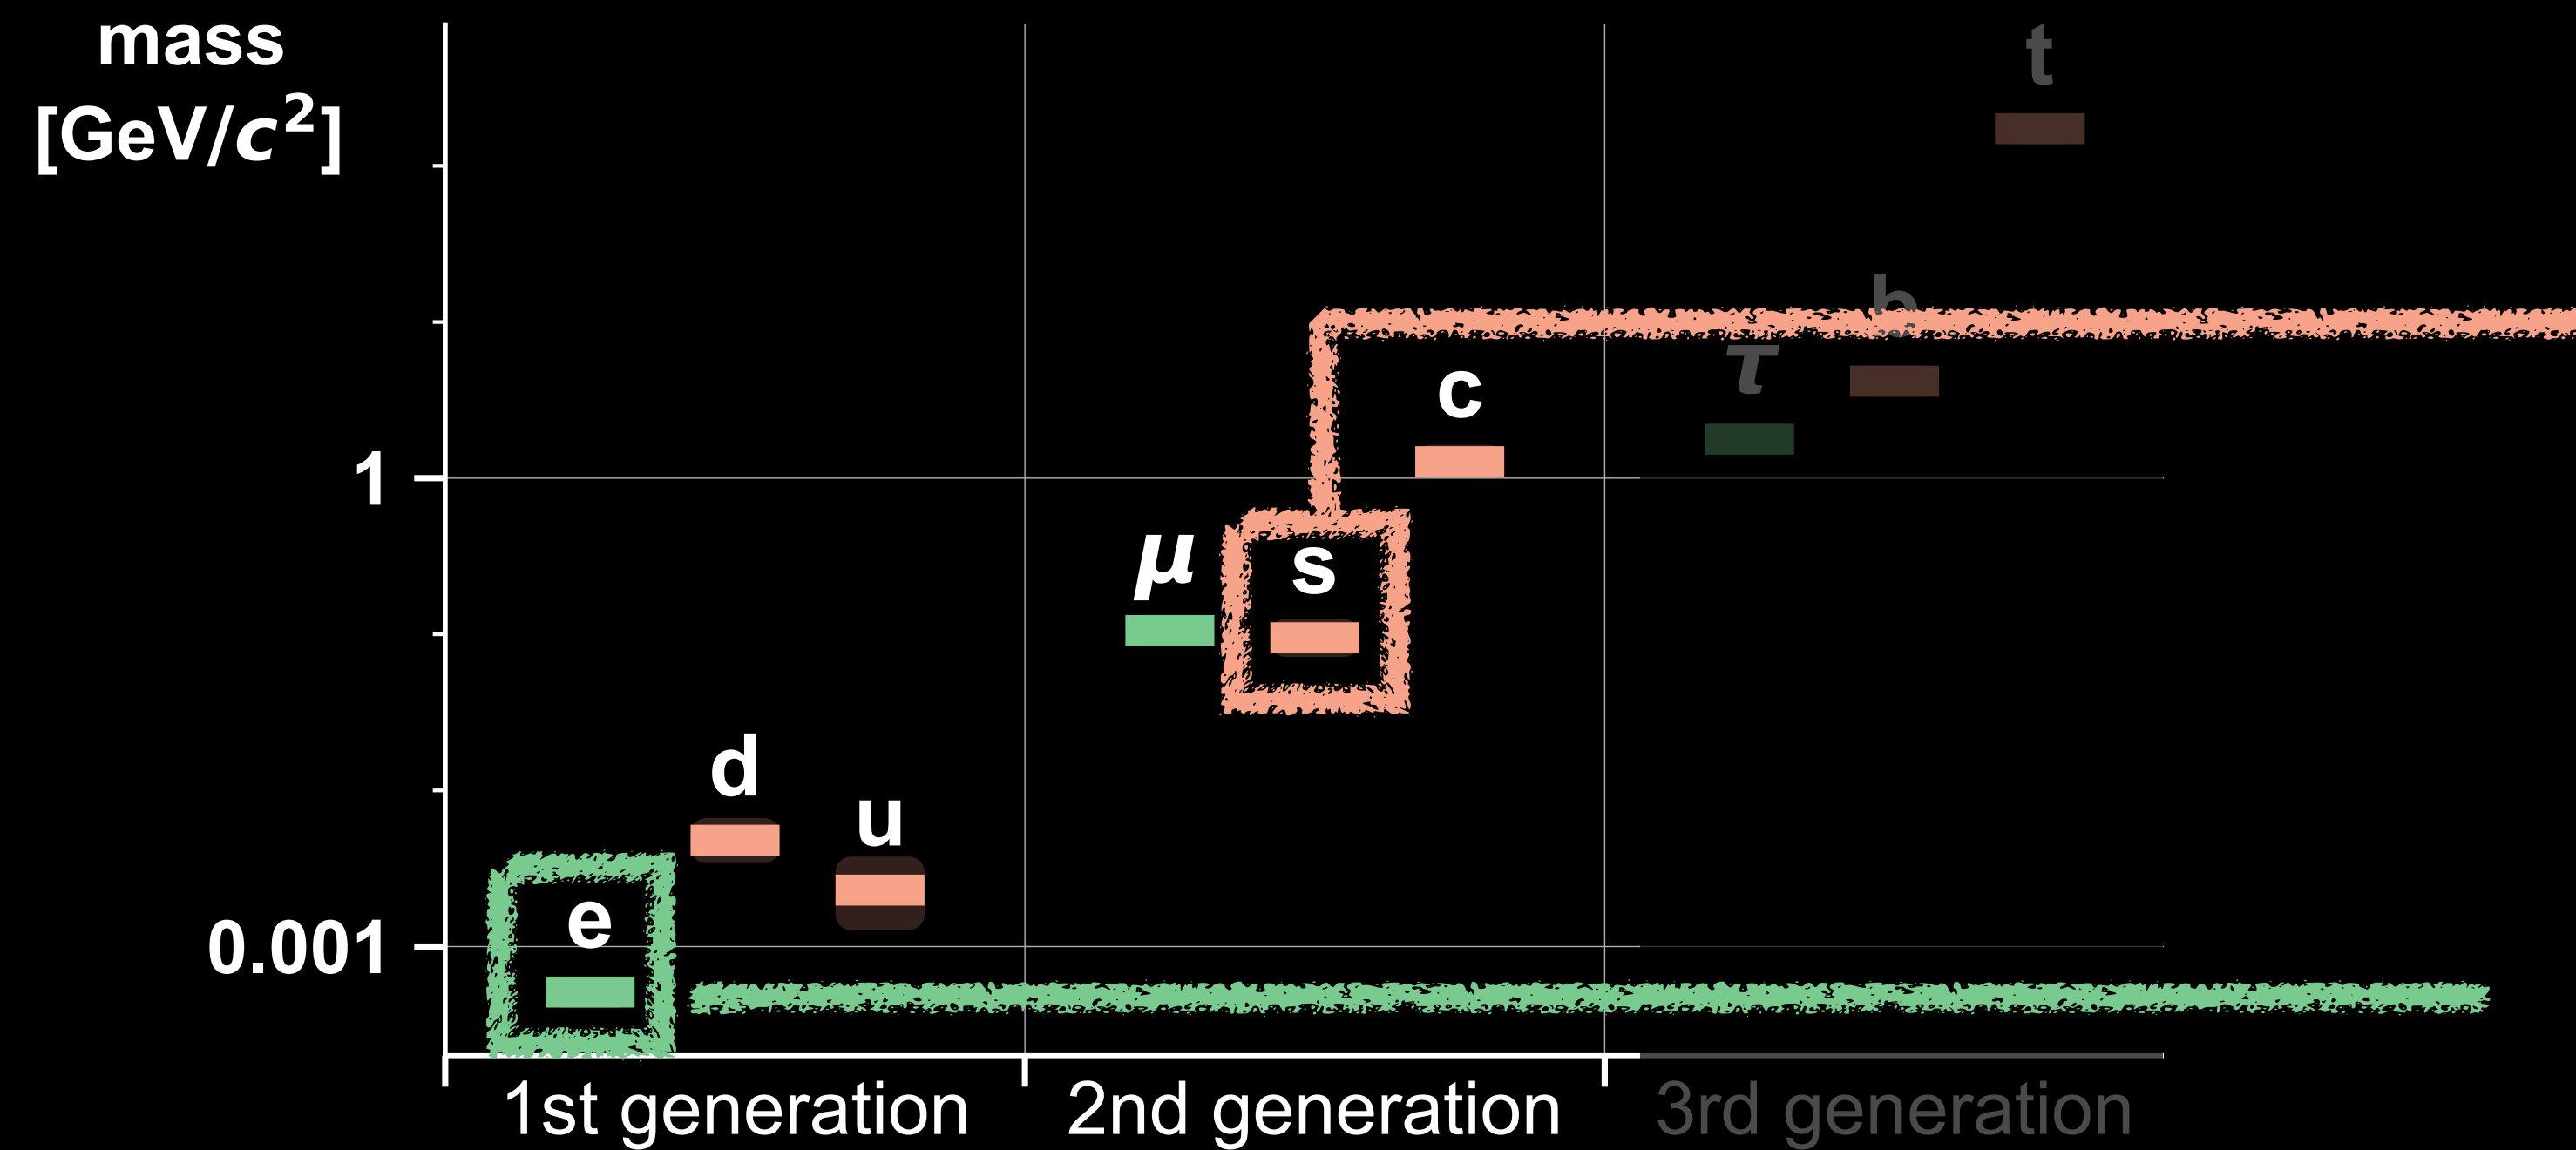 mass
[GeV/c²]
t
b
τ
c
1
μ
s
d
u
e
0.001
1st generation
2nd generation
3rd generation